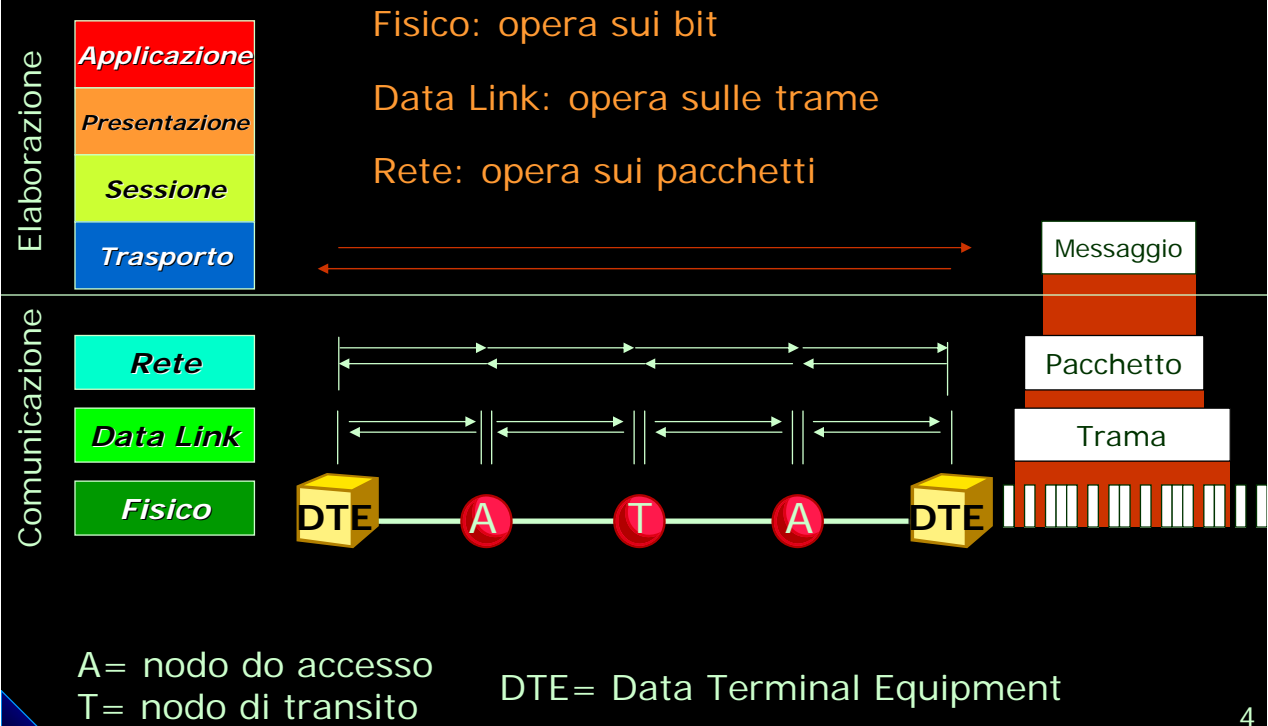 Elaborazione
Applicazione
Presentazione
Sessione
Trasporto
Fisico: opera sui bit
Data Link: opera sulle trame
Rete: opera sui pacchetti
Messaggio
Comunicazione
Rete
Data Link
Fisico
Pacchetto
Trama
DTE
A
T
A
DTE
A= nodo do accesso
T= nodo di transito
DTE= Data Terminal Equipment
4